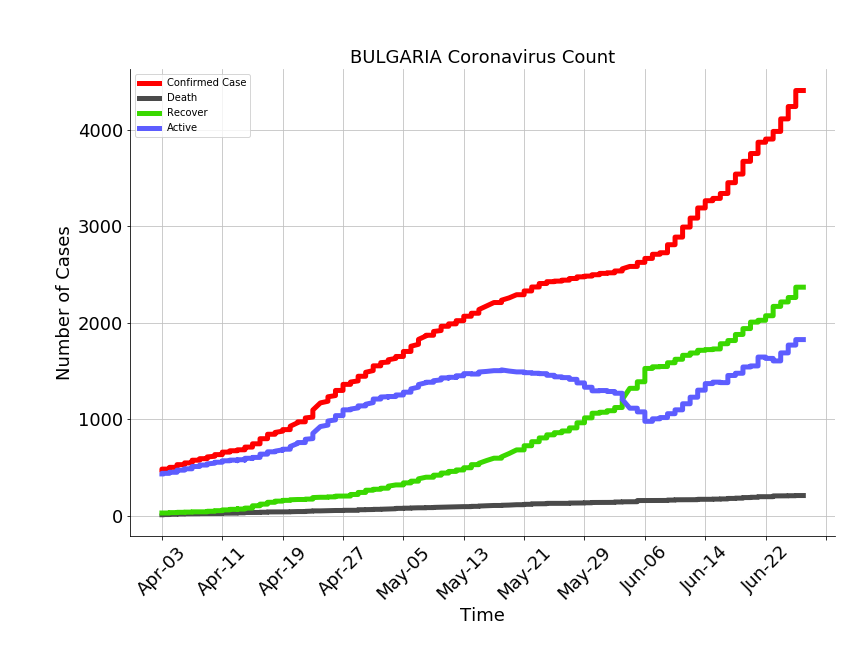 BULGARIA Coronavirus Count
Confirmed Case
Death
Recover
Active
Number of Cases
4000
3000
2000
1000
0
Apr-03
Apr-11
Apr-19
Apr-27
May-05
May-13
May-21
May-29
Jun-06
Jun-14
Jun-22
Time